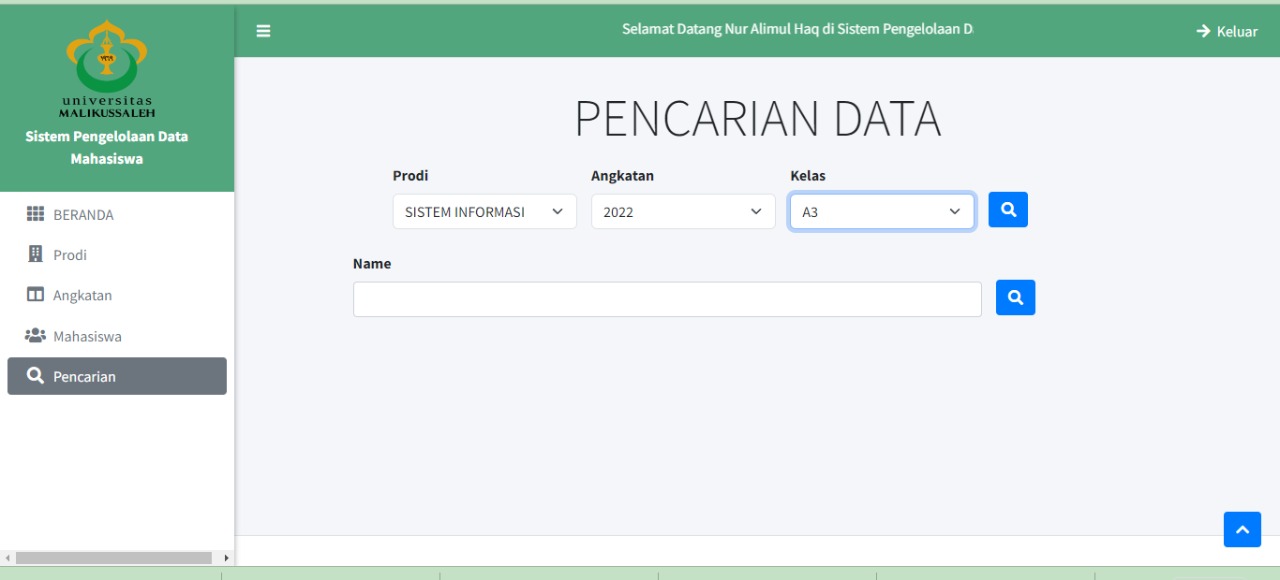 universitas
MALIKUSSALEH
Sistem Pengelolaan Data
Mahasiswa
BERANDA
Prodi
Angkatan
Mahasiswa
Pencarian
Selamat Datang Nur Alimul Haq di Sistem Pengelolaan D
Keluar
PENCARIAN DATA
Prodi Angkatan Kelas
SISTEM INFORMASI 2022 A3
Name